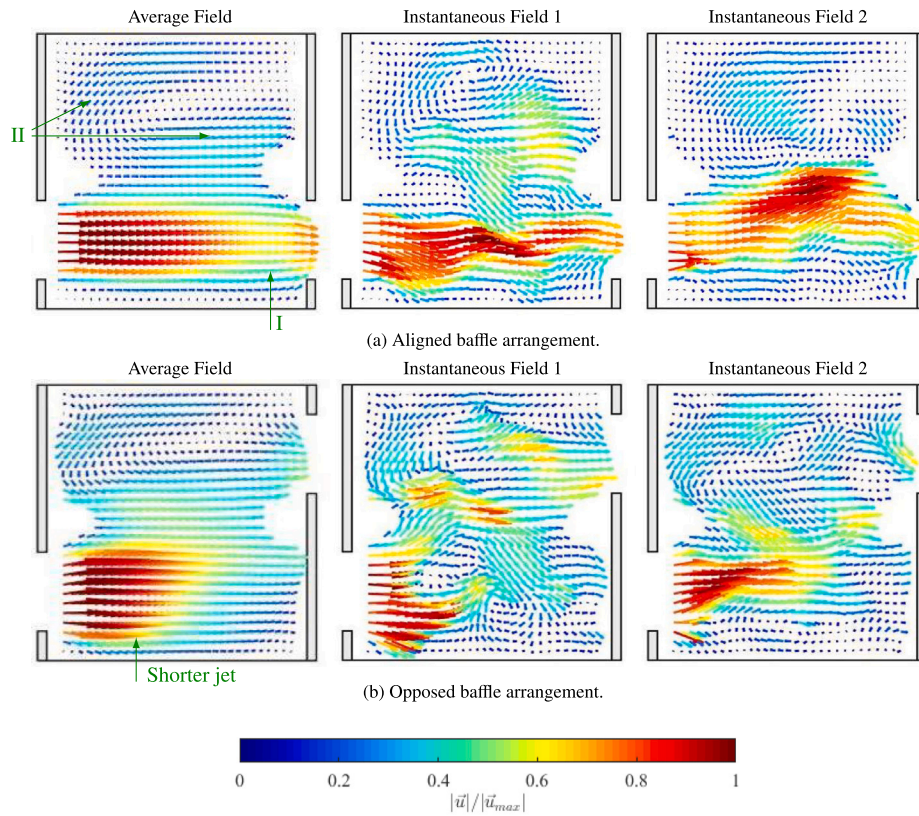 Average Field Instantaneous Field 1 Instantaneous Field 2
II
I
(a) Aligned baffle arrangement.
Average Field Instantaneous Field 1 Instantaneous Field 2
Shorter jet
(b) Opposed baffle arrangement.
0 0.2 0.4 0.6 0.8 1
|u⃗|/|u⃗max|